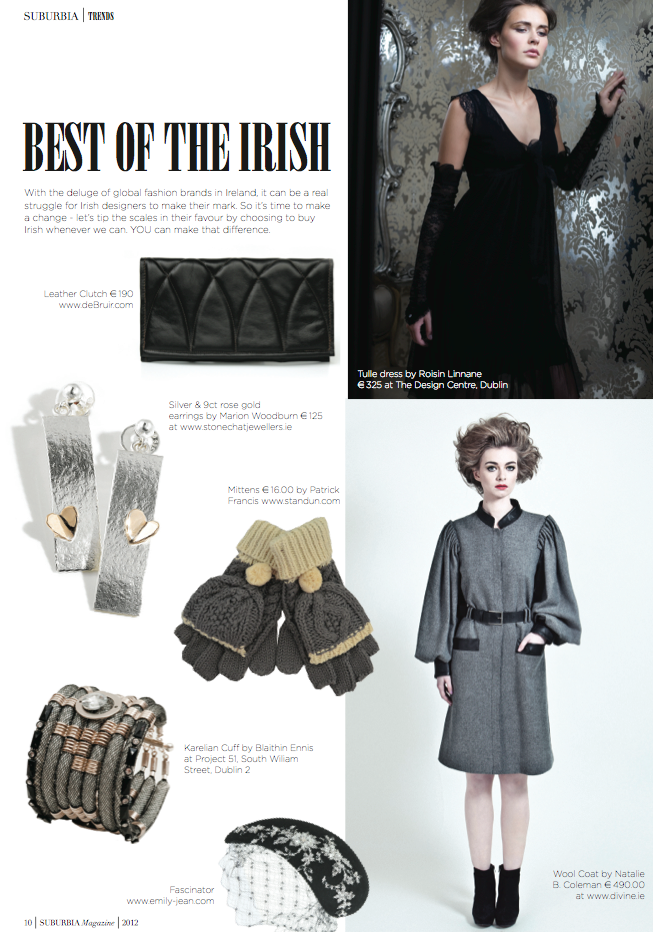 SUBURBIA | TRENDS
BEST OF THE IRISH
With the deluge of global fashion brands in Ireland, it can be a real
struggle for Irish designers to make their mark. So it's time to make
a change - let's tip the scales in their favour by choosing to buy
Irish whenever we can. YOU can make that difference.
Leather Clutch €190
www.deBruir.com
Tulle dress by Roisin Linnane
€325 at The Design Centre, Dublin
Silver & 9ct rose gold
earrings by Marion Woodburn €125
at www.stonechatjewellers.ie
Mittens €16.00 by Patrick
Francis www.standun.com
Karelian Cuff by Blaithin Ennis
at Project 51, South Wiliam
Street, Dublin 2
Fascinator
www.emily-jean.com
Wool Coat by Natalie
B. Coleman €490.00
at www.divine.ie
10 | SUBURBIA Magazine | 2012